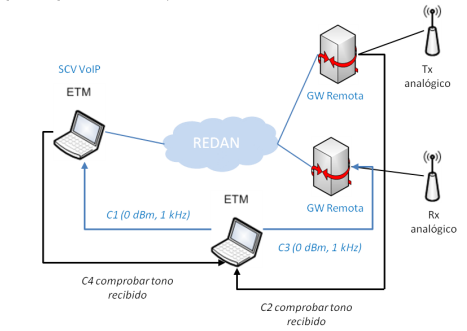 SCV VoIP
ETM
REDAN
GW Remota
Tx
analógico
GW Remota
Rx
analógico
ETM
C1 (0 dBm, 1 kHz)
C3 (0 dBm, 1 kHz)
C4 comprobar tono
recibido
C2 comprobar tono
recibido